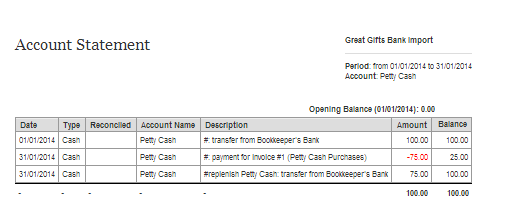 Account Statement
Great Gifts Bank Import
Period: from 01/01/2014 to 31/01/2014
Account: Petty Cash
Opening Balance (01/01/2014): 0.00
Date Type Reconciled Account Name Description Amount Balance
01/01/2014 Cash Petty Cash #: transfer from Bookkeeper's Bank 100.00 100.00
31/01/2014 Cash Petty Cash #: payment for Invoice #1 (Petty Cash Purchases) -75.00 25.00
31/01/2014 Cash Petty Cash #replenish Petty Cash: transfer from Bookkeeper's Bank 75.00 100.00
- - - - 100.00 100.00